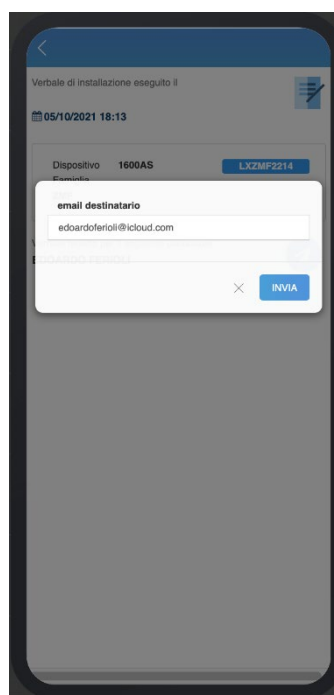 Verbale di installazione eseguito il
05/10/2021 18:13
Dispositivo 1600AS LXZMF2214
Famiglia
email destinatario
edoardoferioli@icloud.com
EDOARDO FERIOLI
INVIA